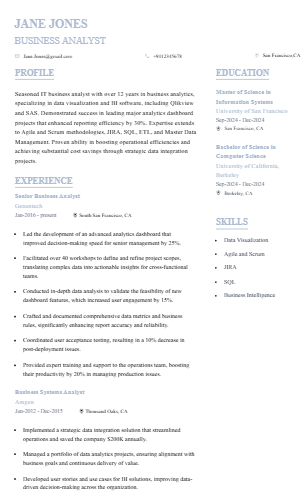 JANE JONES
BUSINESS ANALYST
Jane.Jones@gmail.com
+9112345678
San Francisco,CA
PROFILE
Seasoned IT business analyst with over 12 years in business analytics,
specializing in data visualization and BI software, including Qlikview
and SAS. Demonstrated success in leading major analytics dashboard
projects that enhanced reporting efficiency by 30%. Expertise extends
to Agile and Scrum methodologies, JIRA, SQL, ETL, and Master Data
Management. Proven ability in boosting operational efficiencies and
achieving substantial cost savings through strategic data integration
projects.
EXPERIENCE
Senior Business Analyst
Genentech
Jan-2016 - present
South San Francisco, CA
• Led the development of an advanced analytics dashboard that
improved decision-making speed for senior management by 25%.
• Facilitated over 40 workshops to define and refine project scopes,
translating complex data into actionable insights for cross-functional
teams.
• Conducted in-depth data analysis to validate the feasibility of new
dashboard features, which increased user engagement by 15%.
• Crafted and documented comprehensive data metrics and business
rules, significantly enhancing report accuracy and reliability.
• Coordinated user acceptance testing, resulting in a 10% decrease in
post-deployment issues.
• Provided expert training and support to the operations team, boosting
their productivity by 20% in managing production issues.
Business Systems Analyst
Amgen
Jan-2012 - Dec-2015
Thousand Oaks, CA
• Implemented a strategic data integration solution that streamlined
operations and saved the company $200K annually.
• Managed a portfolio of data analytics projects, ensuring alignment with
business goals and continuous delivery of value.
• Developed user stories and use cases for BI solutions, improving data-
driven decision-making across the organization.
EDUCATION
Master of Science in
Information Systems
University of San Francisco
Sep-2024 - Dec-2024
San Francisco, CA
Bachelor of Science in
Computer Science
University of California,
Berkeley
Sep-2024 - Dec-2024
Berkeley, CA
SKILLS
• Data Visualization
• Agile and Scrum
• JIRA
• SQL
• Business Intelligence